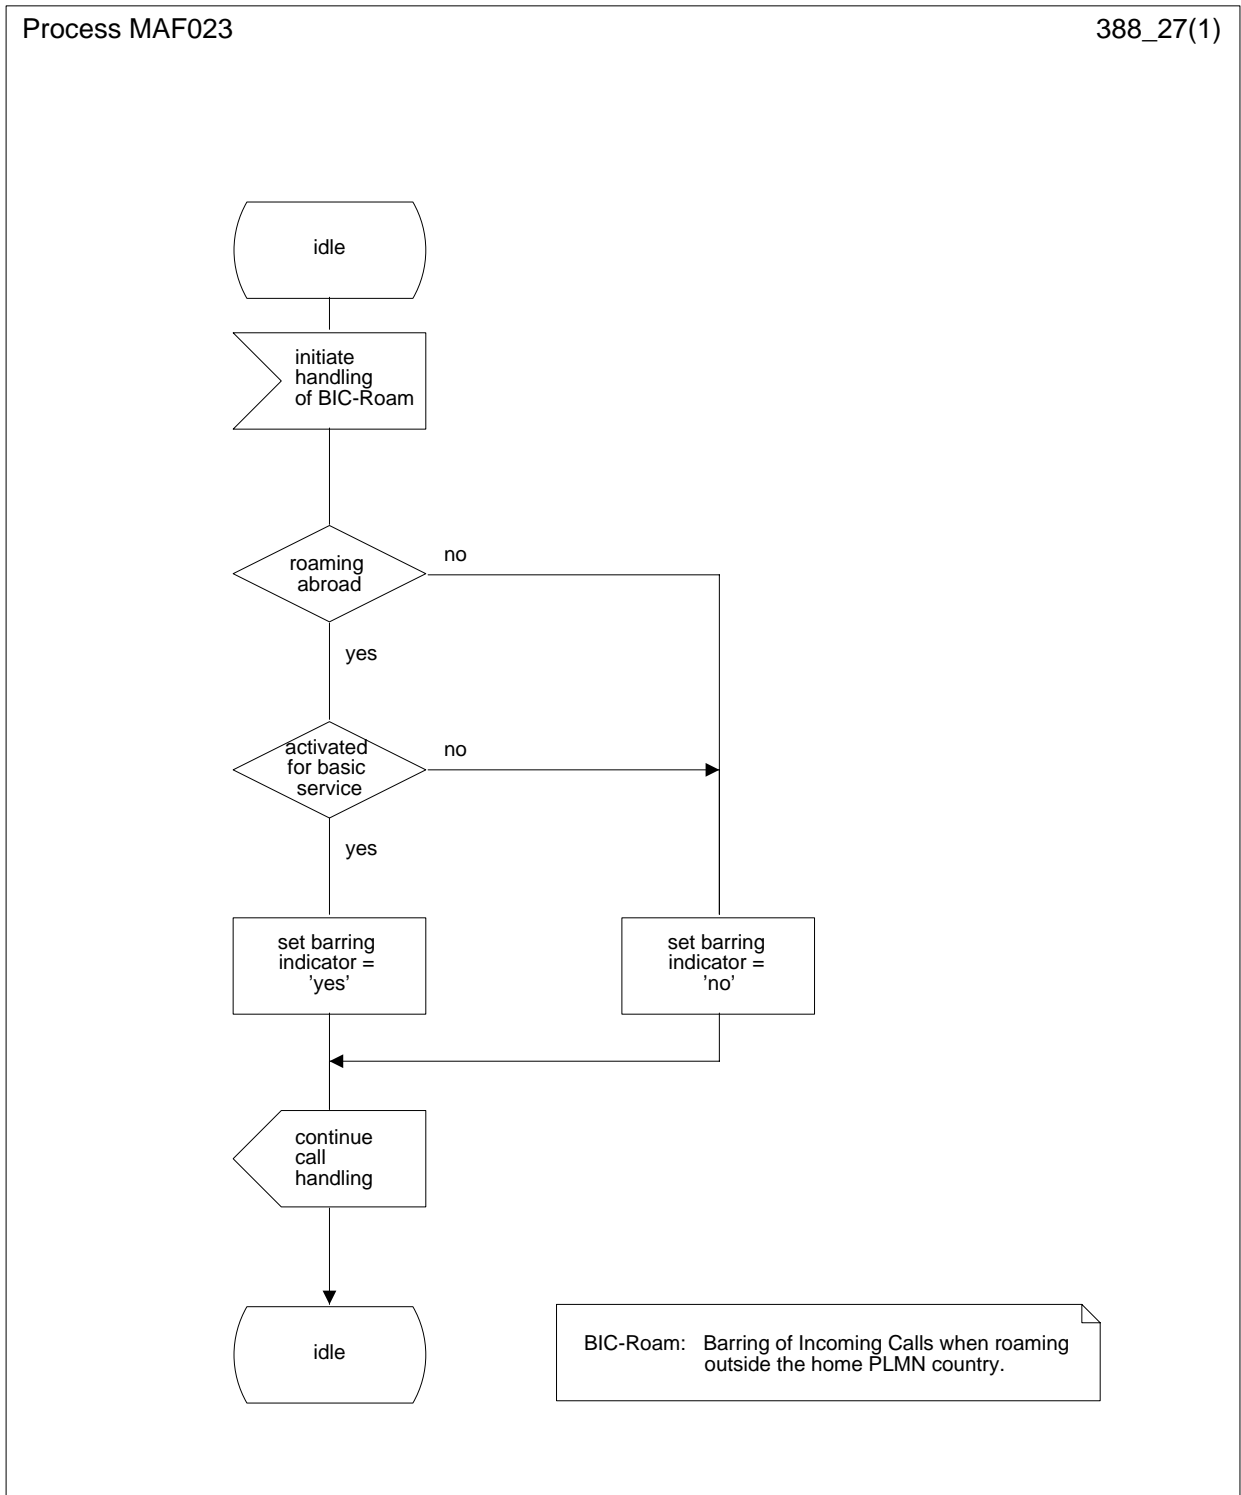 Process MAF023
388_27(1)
idle
initiate
handling
of BIC-Roam
roaming
abroad
no
yes
activated
for basic
service
no
yes
set barring
indicator =
'yes'
set barring
indicator =
'no'
continue
call
handling
idle
BIC-Roam: Barring of Incoming Calls when roaming
outside the home PLMN country.